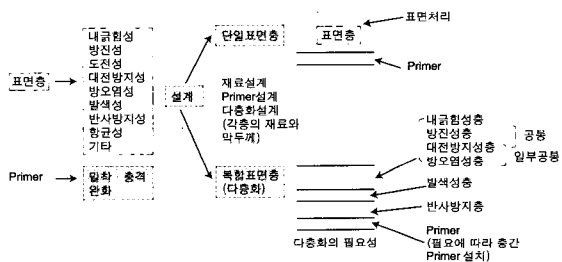 표면층
내긁힘성
방진성
도전성
대전방지성
방오염성
발색성
반사방지성
항균성
기타
Primer
밀착 충격
완화
설계
단일표면층
재료설계
Primer설계
다층화설계
(각층의 재료와
막두께)
복합표면층
(다층화)
표면층
표면처리
Primer
내긁힘성층
방진성층
대전방지성층
방오염성층
공통
일부공통
발색성층
반사방지층
Primer
(필요에 따라 중간
Primer 설치)
다층화의 필요성